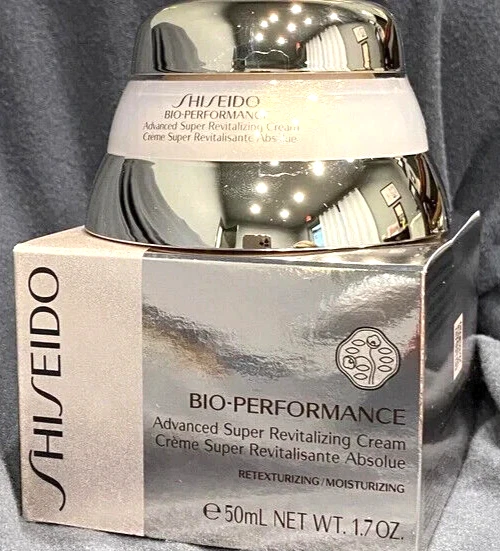 SHISEIDO
BIO-PERFORMANCE
Advanced Super Revitalizing Cream
Crème Super Revitalisante Absolue
SHISEIDO
BIO-PERFORMANCE
Advanced Super Revitalizing Cream
Crème Super Revitalisante Absolue
RETEXTURIZING/MOISTURIZING
℮ 50mL NET WT. 1.7 OZ.